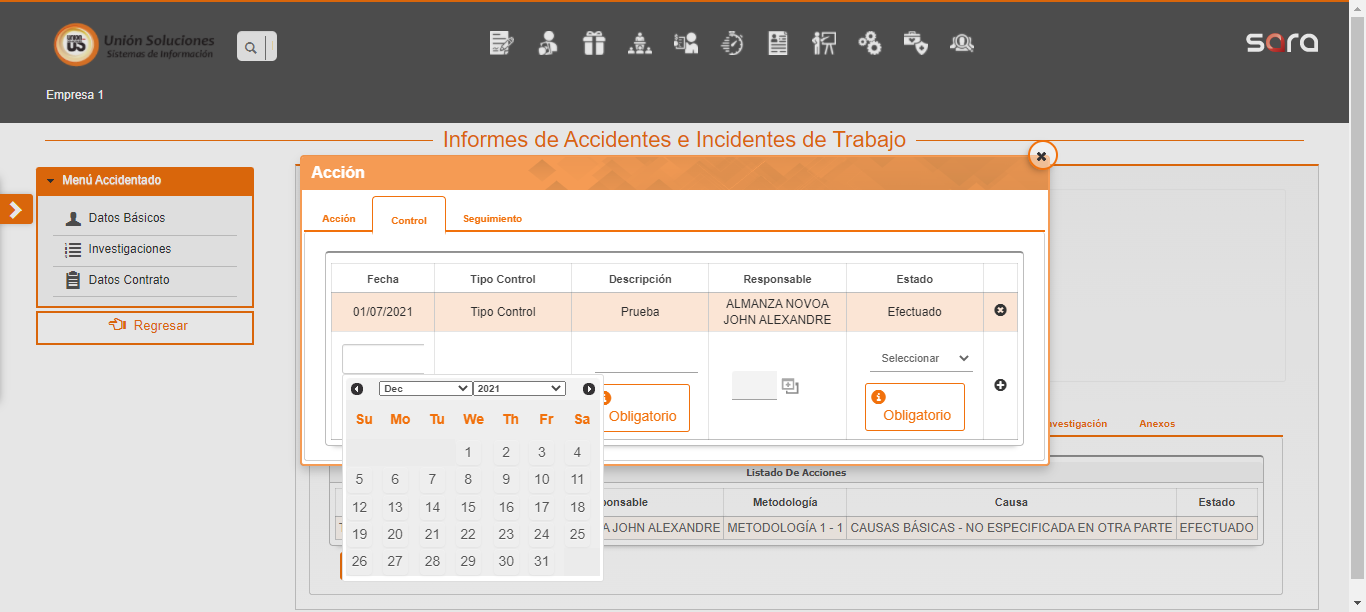 UNION
US
Unión Soluciones
Sistemas de Información
sara
Empresa 1
Informes de Accidentes e Incidentes de Trabajo
Menú Accidentado
Datos Básicos
Investigaciones
Datos Contrato
Regresar
Acción
Acción Control Seguimiento
Fecha Tipo Control Descripción Responsable Estado
01/07/2021 Tipo Control Prueba ALMANZA NOVOA JOHN ALEXANDRE Efectuado
Seleccionar
Obligatorio
Obligatorio
Dec 2021
Su Mo Tu We Th Fr Sa
1 2 3 4
5 6 7 8 9 10 11
12 13 14 15 16 17 18
19 20 21 22 23 24 25
26 27 28 29 30 31
Anexos
Listado De Acciones
Metodología Causa Estado
JOHN ALEXANDRE METODOLOGÍA 1 - 1 CAUSAS BÁSICAS - NO ESPECIFICADA EN OTRA PARTE EFECTUADO